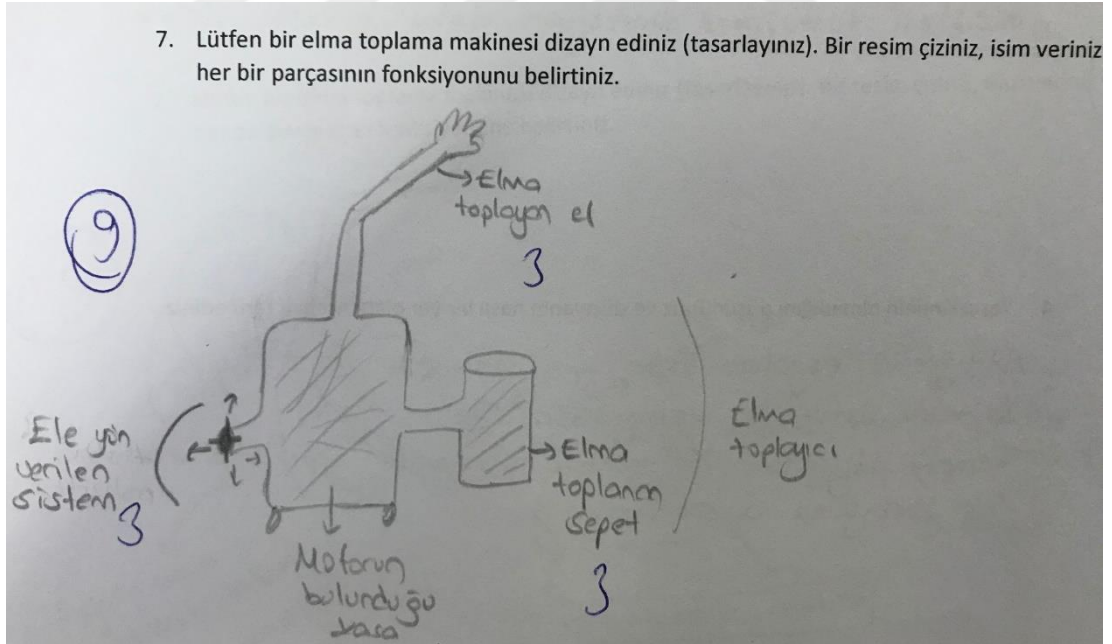 7. Lütfen bir elma toplama makinesi dizayn ediniz (tasarlayınız). Bir resim çiziniz, isim veriniz
her bir parçasının fonksiyonunu belirtiniz.
9
Elma
toplayan el
3
Ele yön
verilen
sistem
3
Elma
toplanan
sepet
3
Elma
toplayıcı
Motorun
bulunduğu
yasa